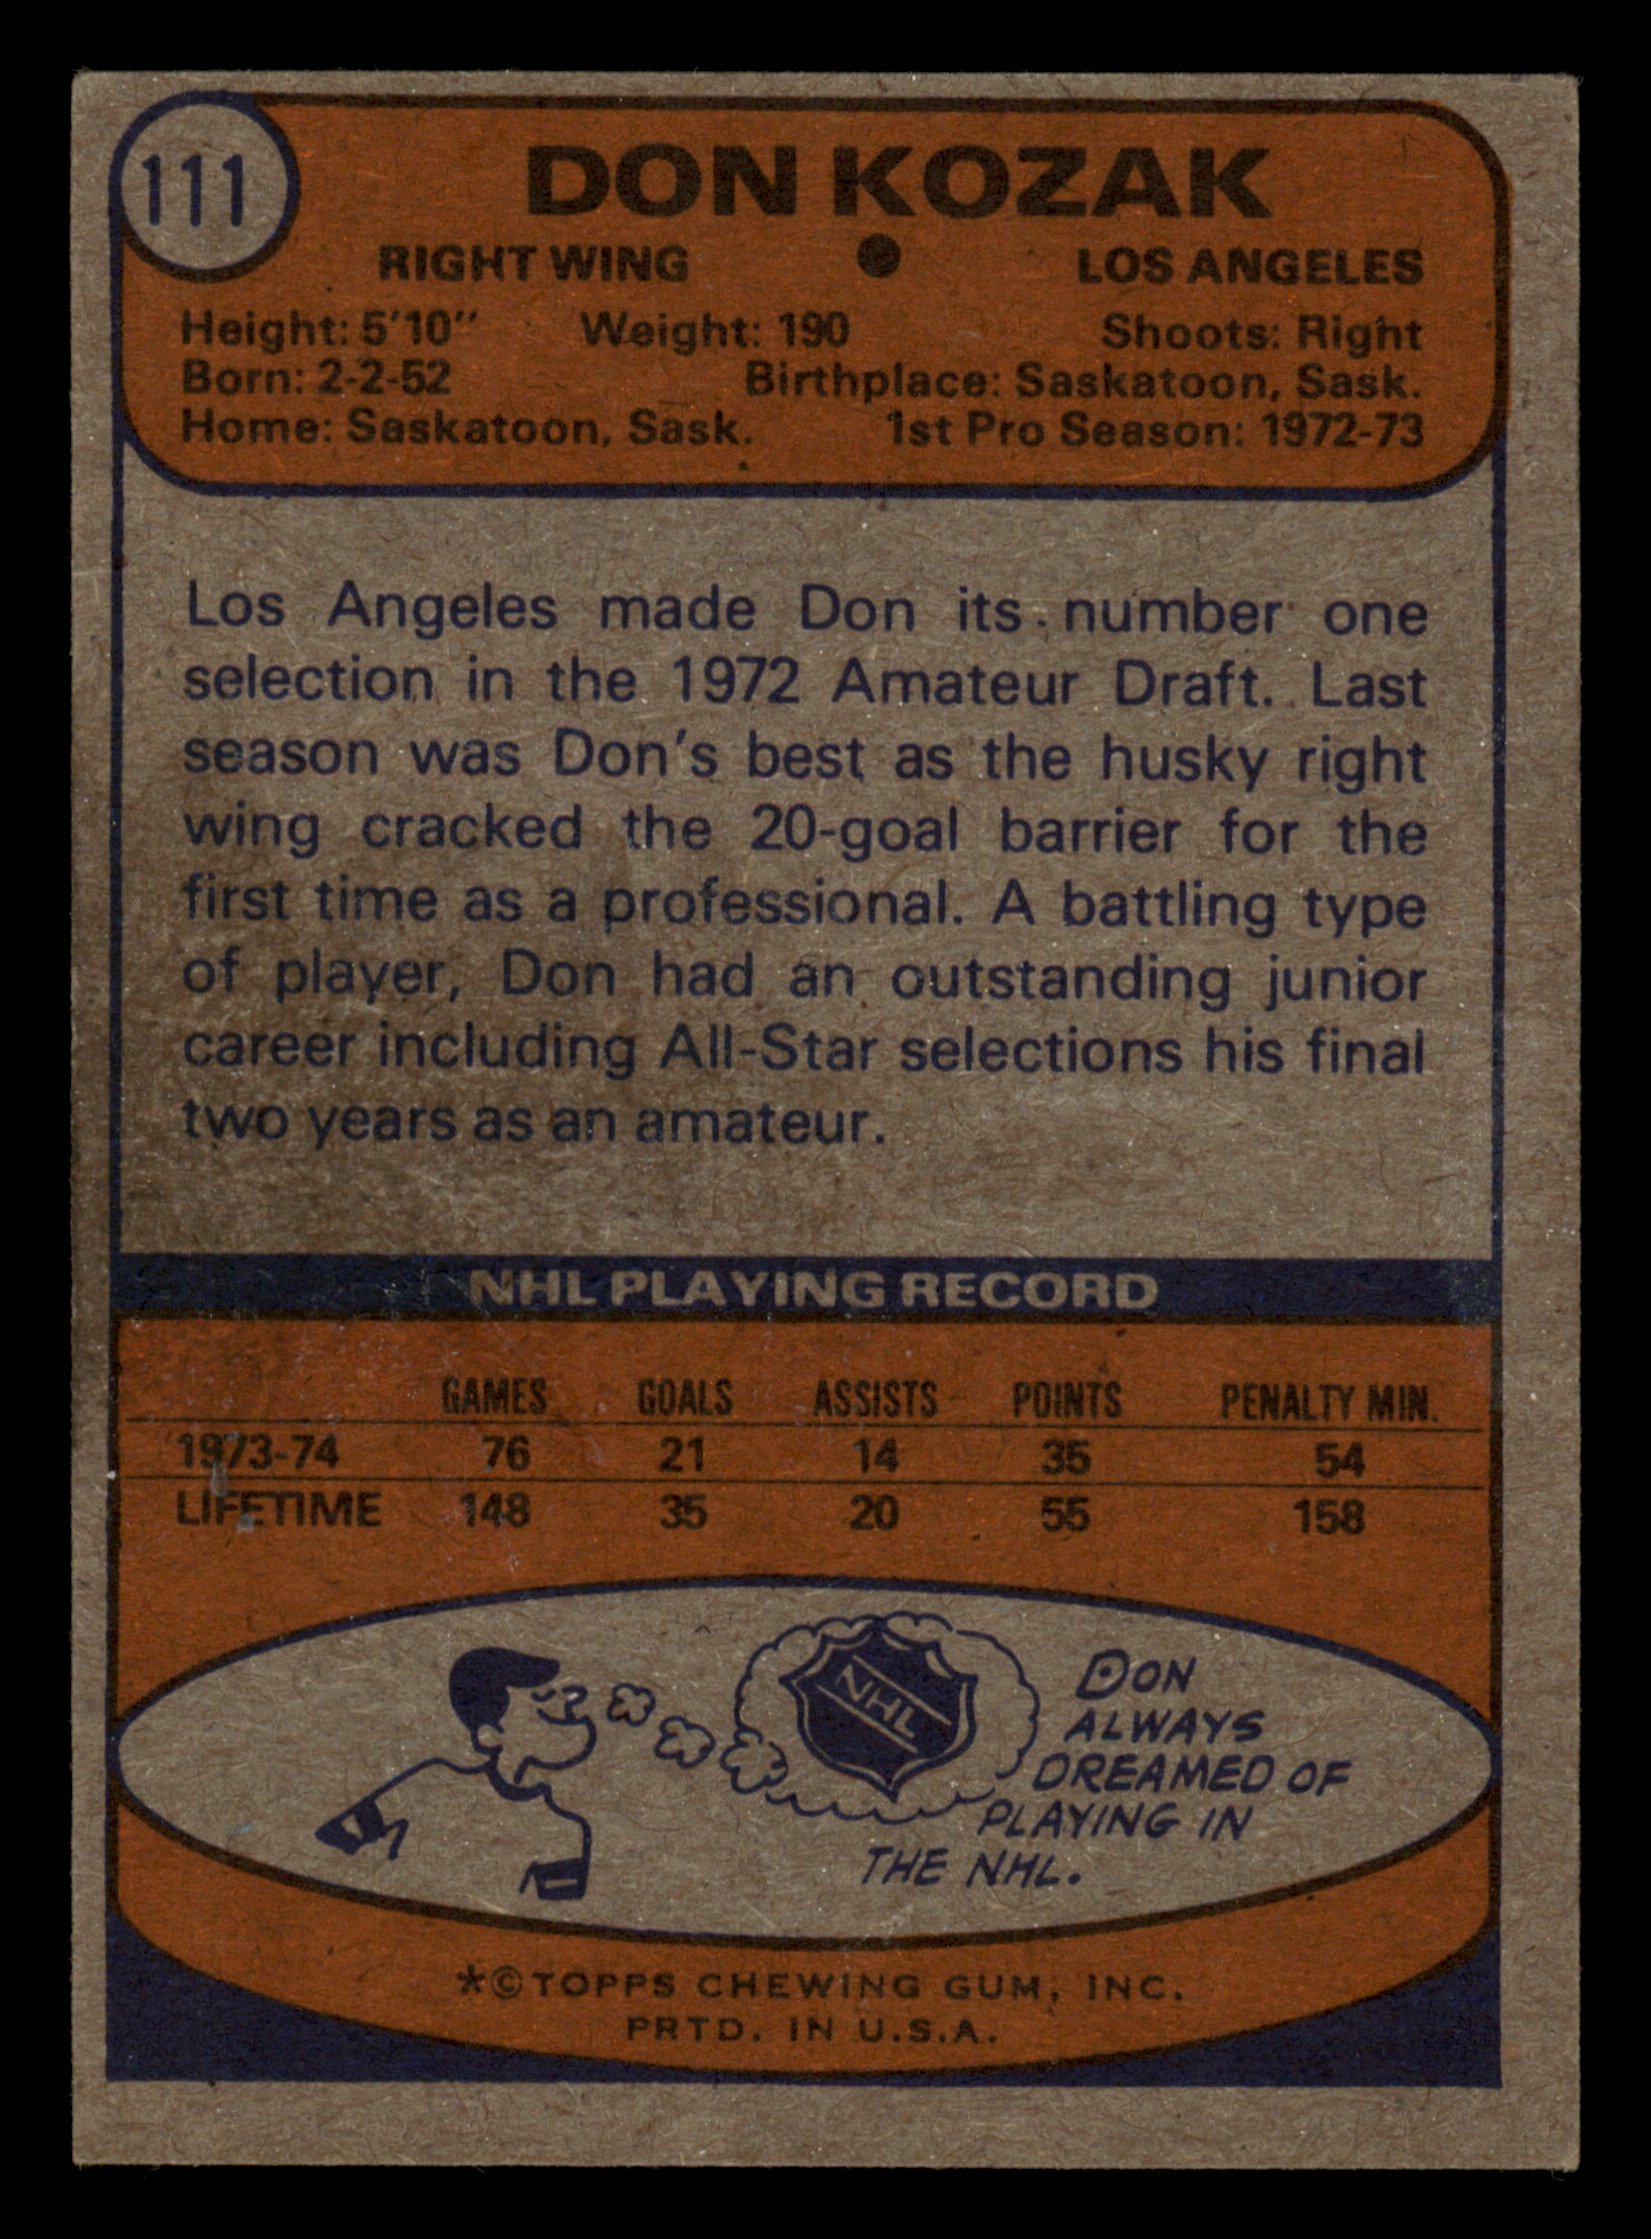 111
DON KOZAK
RIGHT WING ● LOS ANGELES
Height: 5'10" Weight: 190 Shoots: Right
Born: 2-2-52 Birthplace: Saskatoon, Sask.
Home: Saskatoon, Sask. 1st Pro Season: 1972-73
Los Angeles made Don its number one
selection in the 1972 Amateur Draft. Last
season was Don's best as the husky right
wing cracked the 20-goal barrier for the
first time as a professional. A battling type
of player, Don had an outstanding junior
career including All-Star selections his final
two years as an amateur.
NHL PLAYING RECORD
GAMES GOALS ASSISTS POINTS PENALTY MIN.
1973-74 76 21 14 35 54
LIFETIME 148 35 20 55 158
NHL
DON
ALWAYS
DREAMED OF
PLAYING IN
THE NHL.
*©TOPPS CHEWING GUM, INC.
PRTD. IN U.S.A.